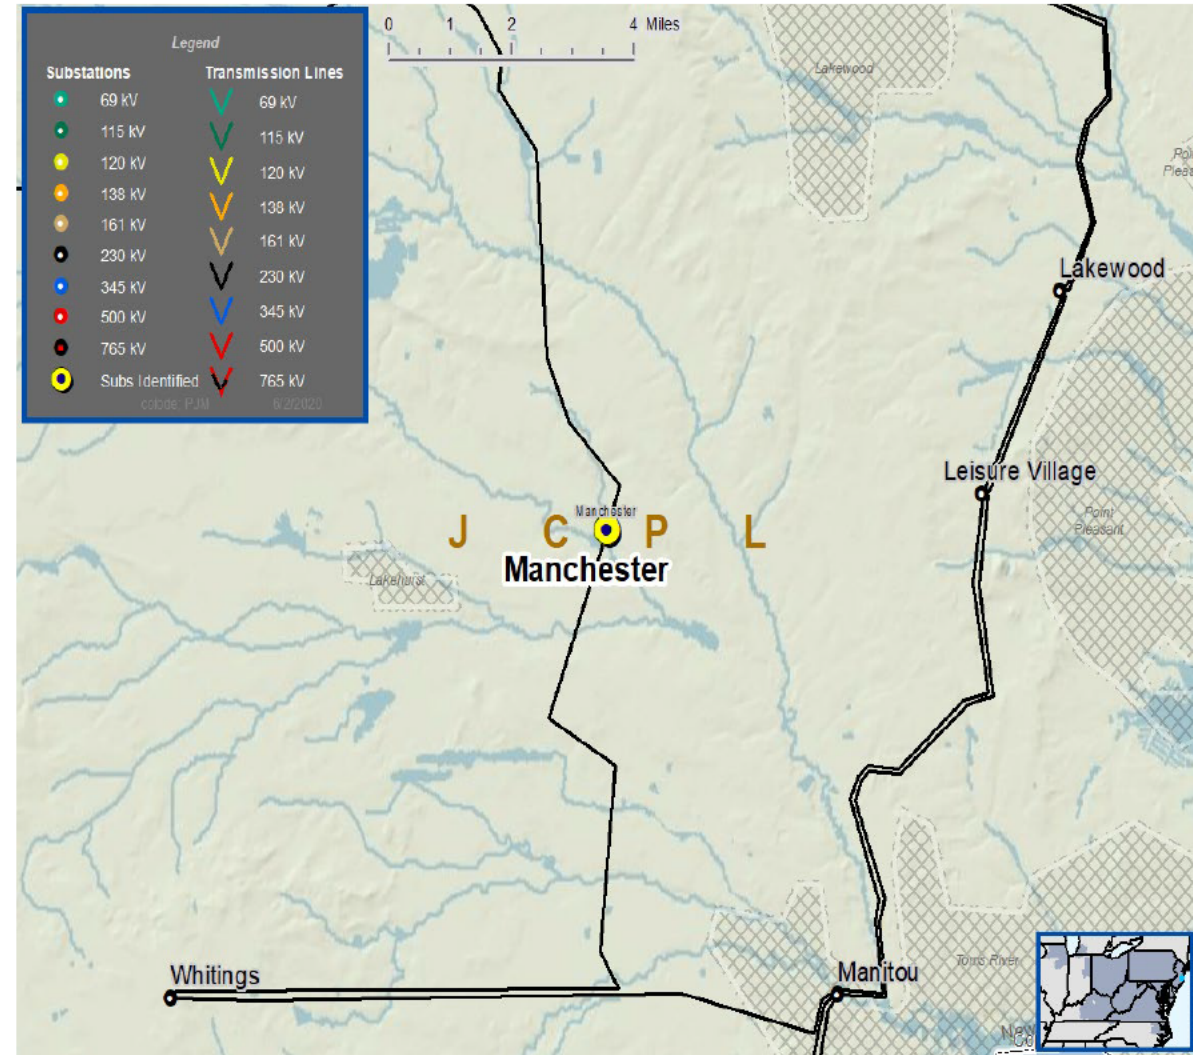 Legend
Substations Transmission Lines
69 kV 69 kV
115 kV 115 kV
120 kV 120 kV
138 kV 138 kV
161 kV 161 kV
230 kV 230 kV
345 kV 345 kV
500 kV 500 kV
765 kV 765 kV
Subs Identified
6/2/2020
0 1 2 4 Miles
Lakewood
Lakewood
Leisure Village
Point
Pleasant
Manchester
J C P L
Manchester
Lakehurst
Whitings
Manitou
Toms River